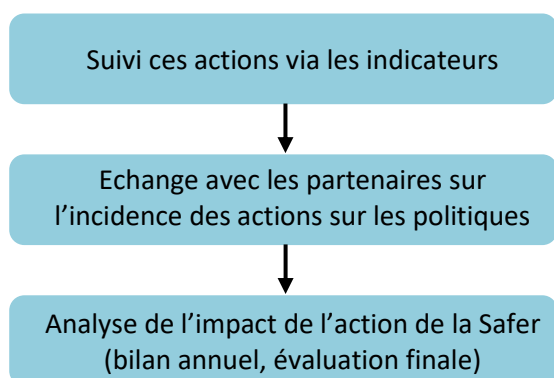 Suivi ces actions via les indicateurs
Echange avec les partenaires sur
l’incidence des actions sur les politiques
Analyse de l’impact de l’action de la Safer
(bilan annuel, évaluation finale)